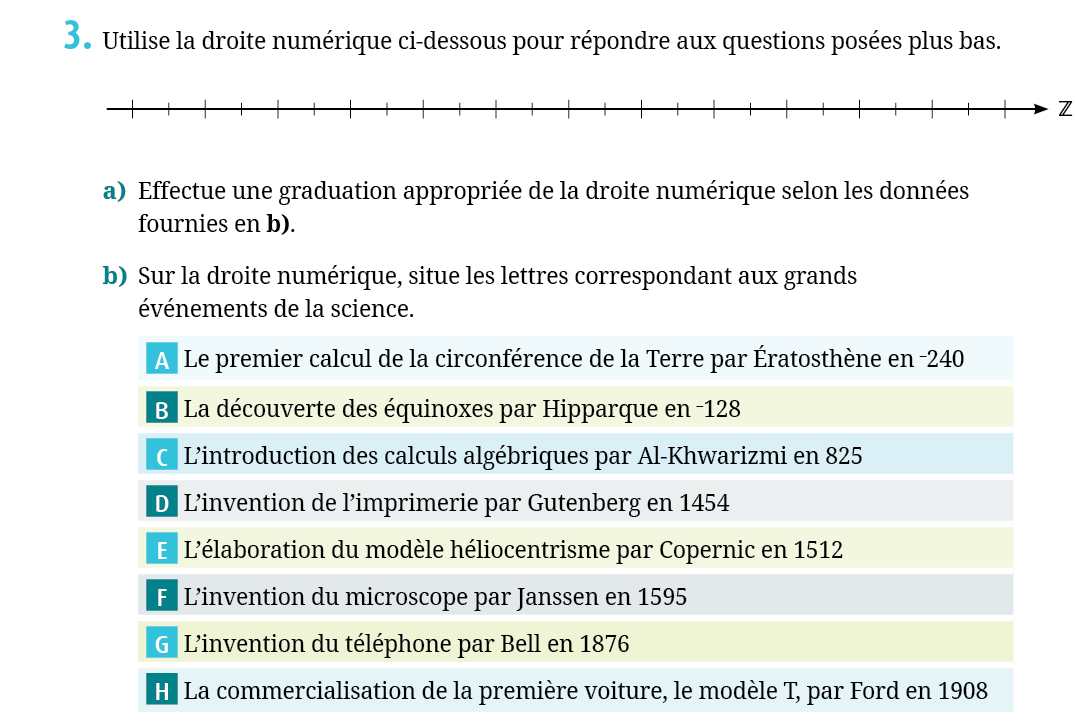 3. Utilise la droite numérique ci-dessous pour répondre aux questions posées plus bas.
ℤ
a) Effectue une graduation appropriée de la droite numérique selon les données
fournies en b).
b) Sur la droite numérique, situe les lettres correspondant aux grands
événements de la science.
A Le premier calcul de la circonférence de la Terre par Ératosthène en ⁻240
B La découverte des équinoxes par Hipparque en ⁻128
C L’introduction des calculs algébriques par Al-Khwarizmi en 825
D L’invention de l’imprimerie par Gutenberg en 1454
E L’élaboration du modèle héliocentrisme par Copernic en 1512
F L’invention du microscope par Janssen en 1595
G L’invention du téléphone par Bell en 1876
H La commercialisation de la première voiture, le modèle T, par Ford en 1908